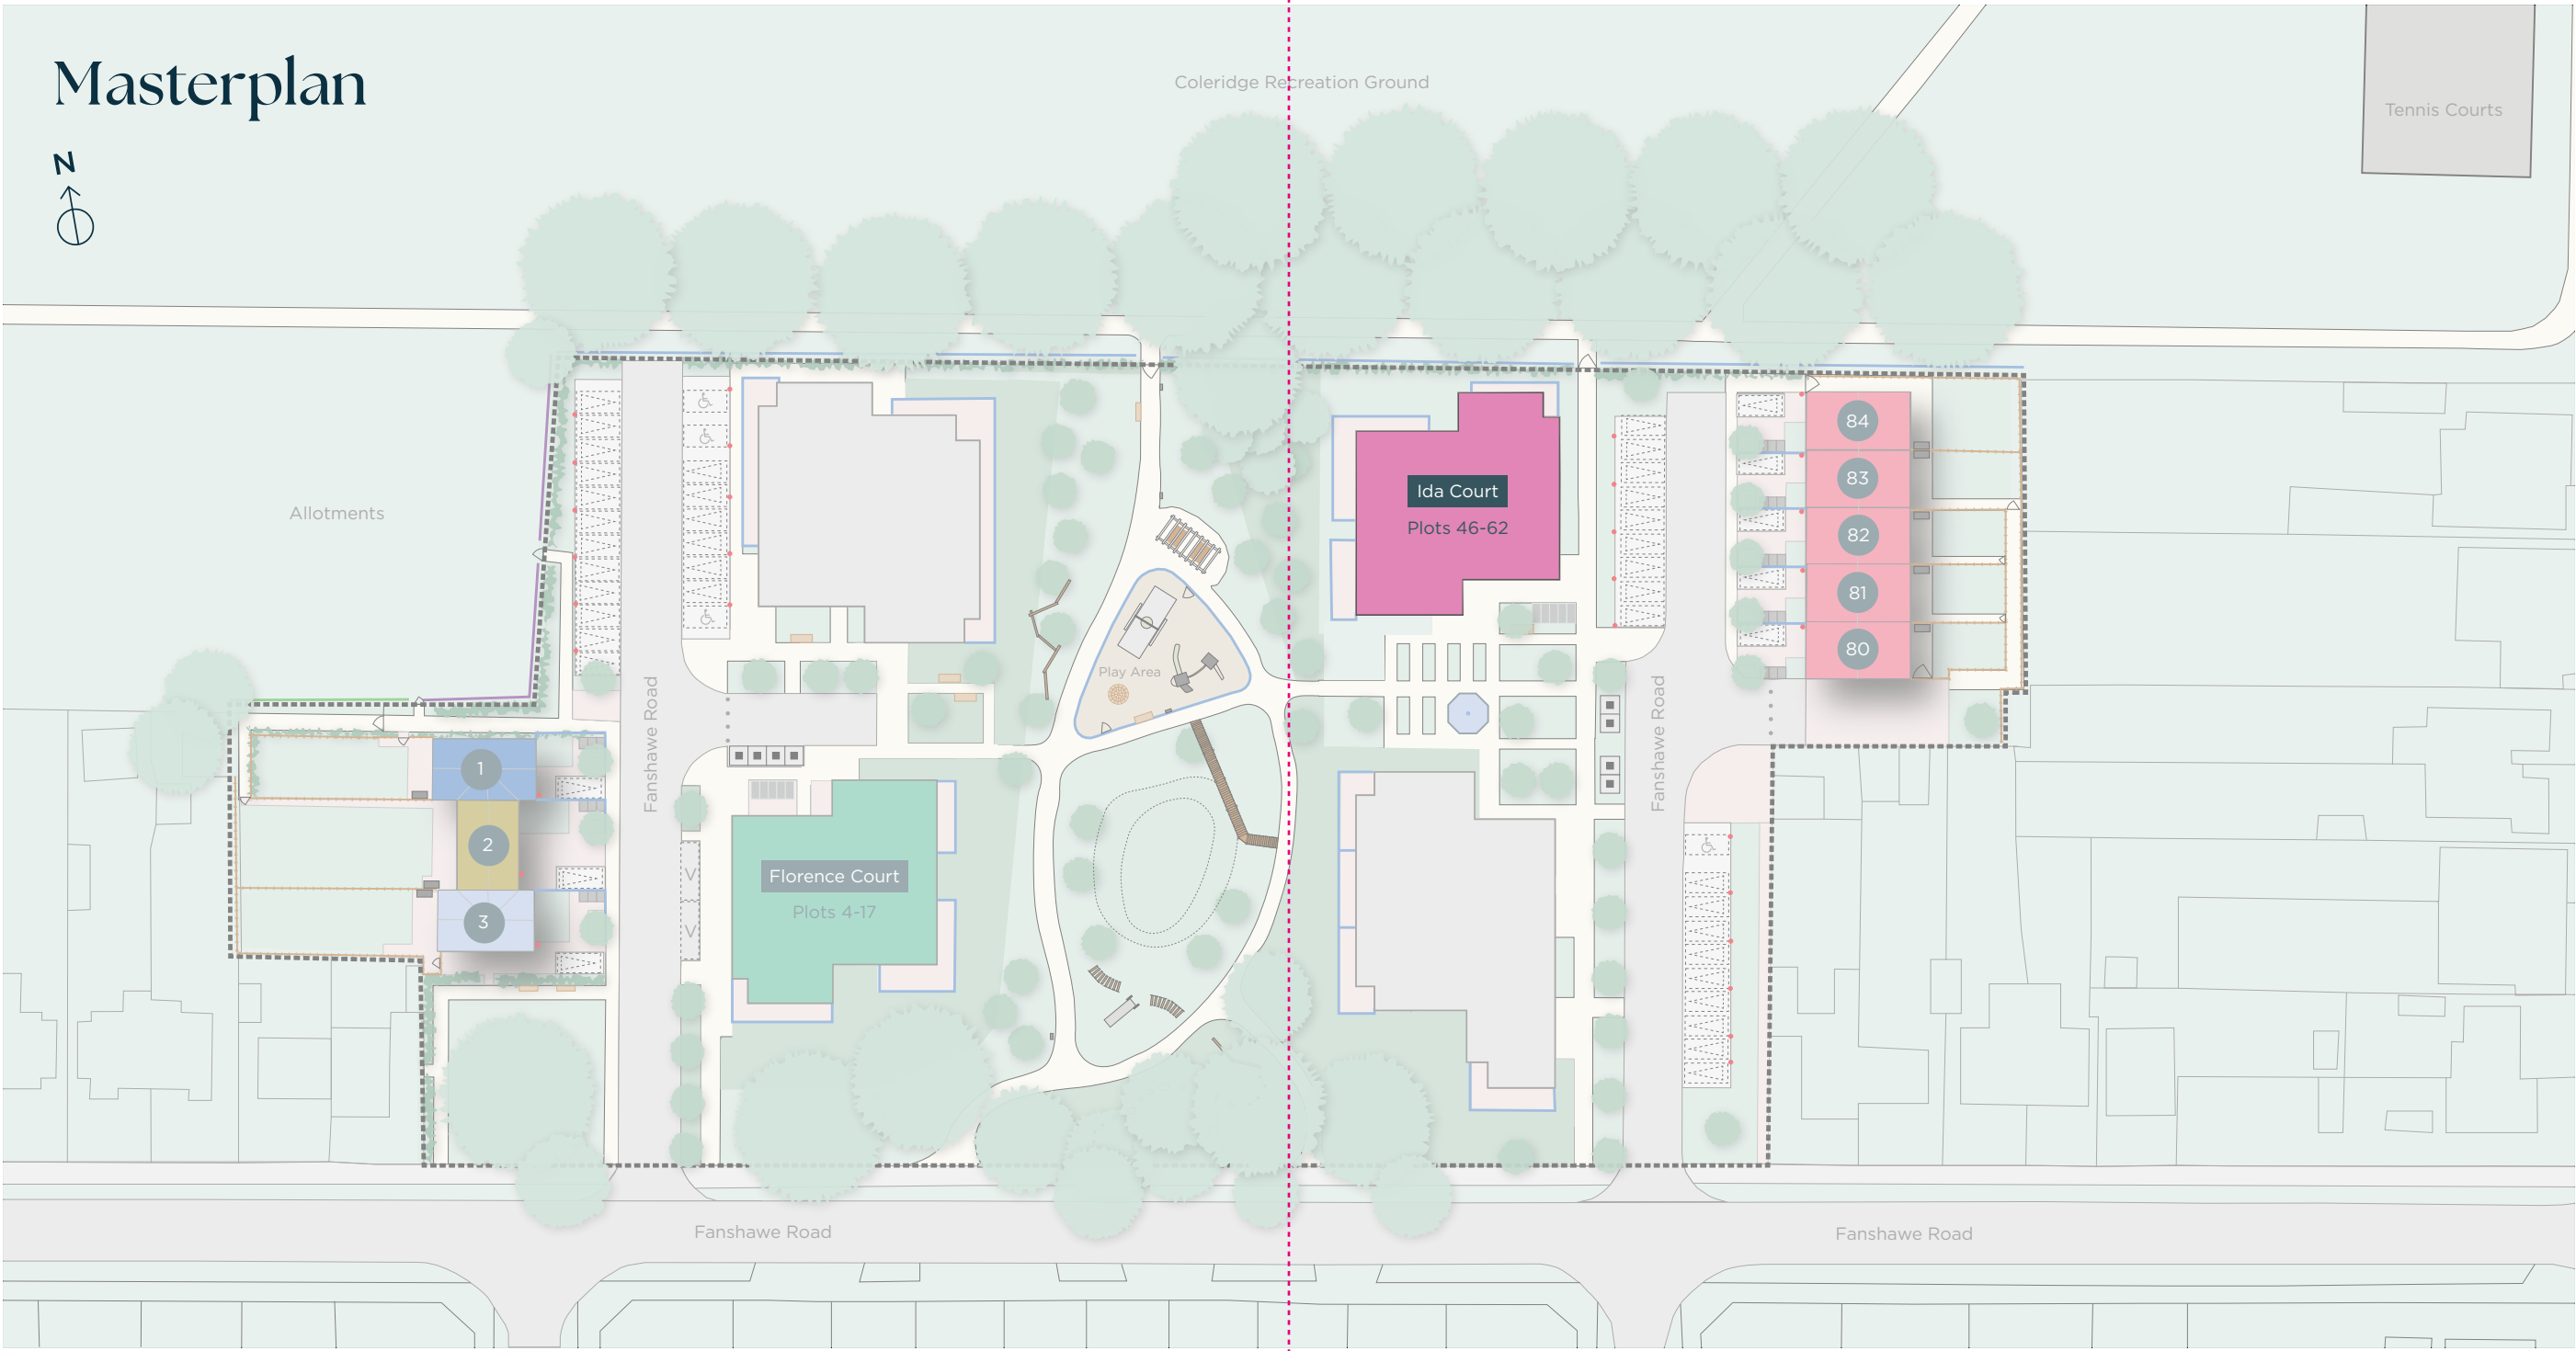 Masterplan
N
Coleridge Recreation Ground
Tennis Courts
Allotments
Ida Court
Plots 46-62
84
83
82
81
80
Play Area
Fanshawe Road
Fanshawe Road
1
2
3
Florence Court
Plots 4-17
V
V
Fanshawe Road
Fanshawe Road